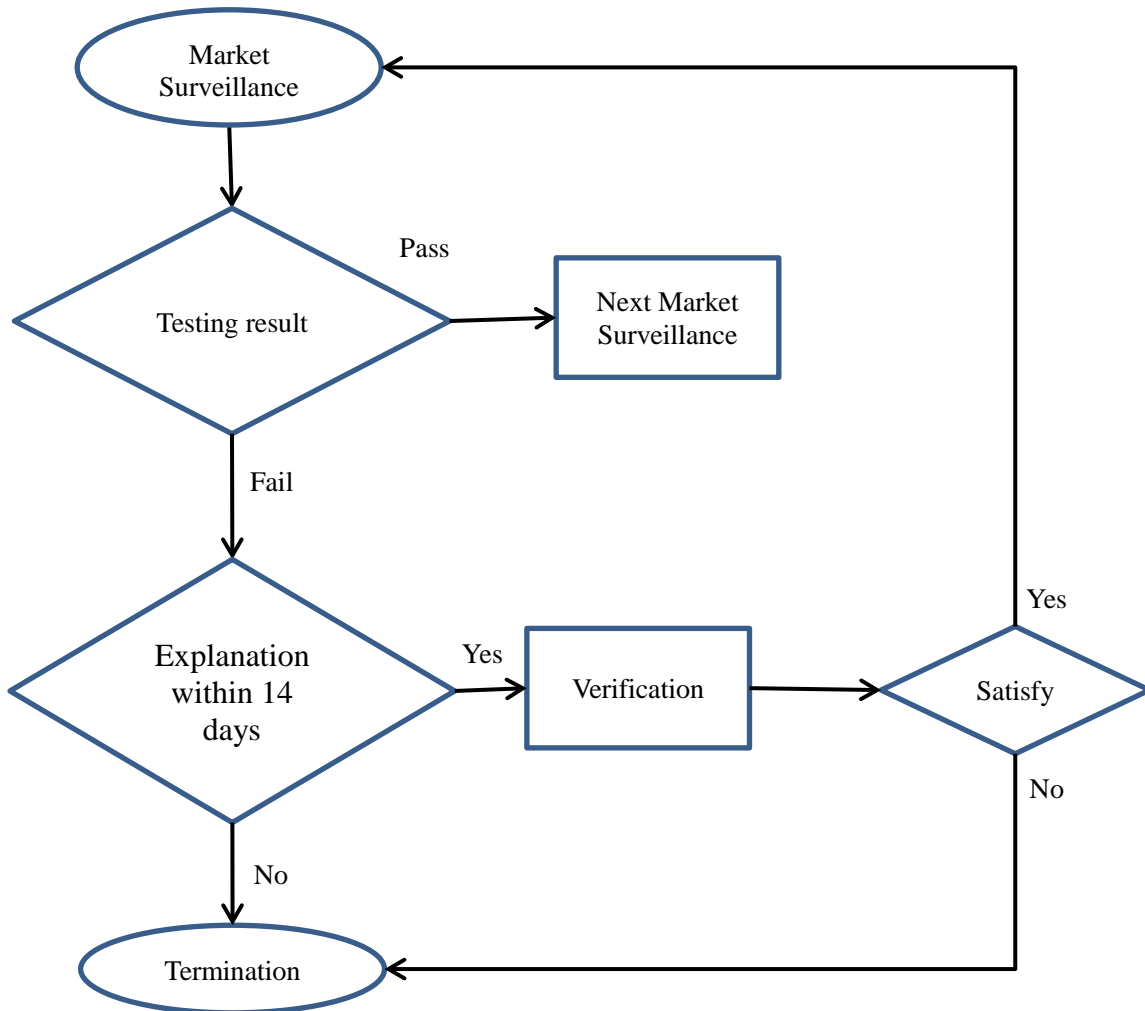 Market
Surveillance
Pass
Testing result
Next Market
Surveillance
Fail
Explanation
within 14
days
Yes
Verification
Satisfy
Yes
No
No
Termination